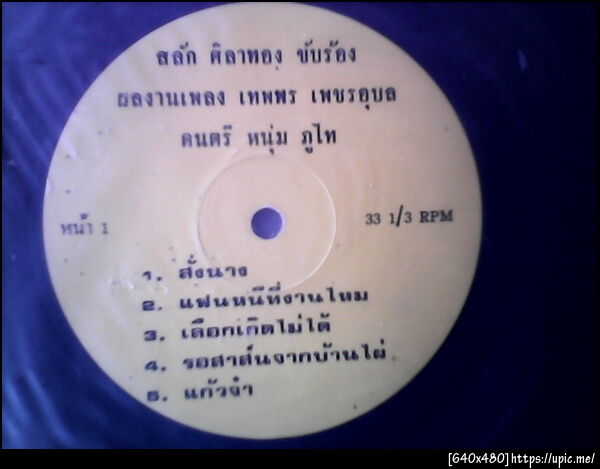 สลัก ศิลาทอง ขับร้อง
ผลงานเพลง เทพพร เพชรอุบล
ดนตรี หนุ่ม ภูไท
หน้า 1
33 1/3 RPM
1. สั่งนาง
2. แฟนหนีที่งานไหม
3. เลือกเกิดไม่ได้
4. รอสาส์นจากบ้านไผ่
5. แก้วจ๋า
[640x480]https://upic.me/